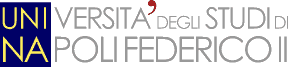 UNIVERSITA' DEGLI STUDI DI
NAPOLI FEDERICO II